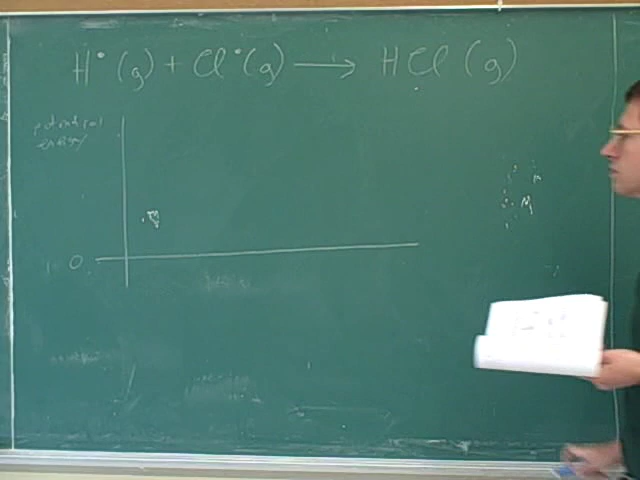 H• (g) + Cl• (g) ⟶ HCl (g)
potential
energy
0